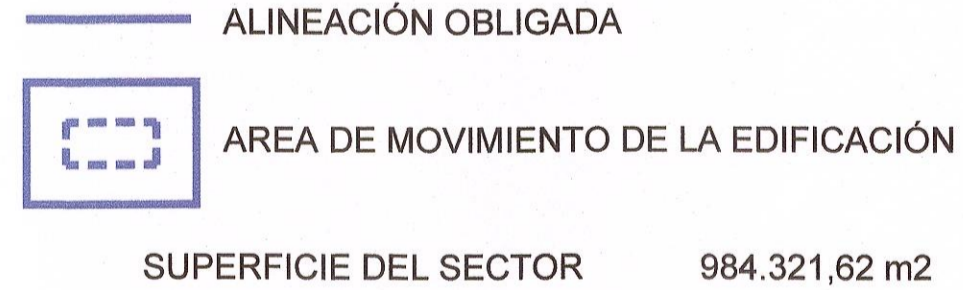 ALINEACIÓN OBLIGADA
AREA DE MOVIMIENTO DE LA EDIFICACIÓN
SUPERFICIE DEL SECTOR 984.321,62 m2